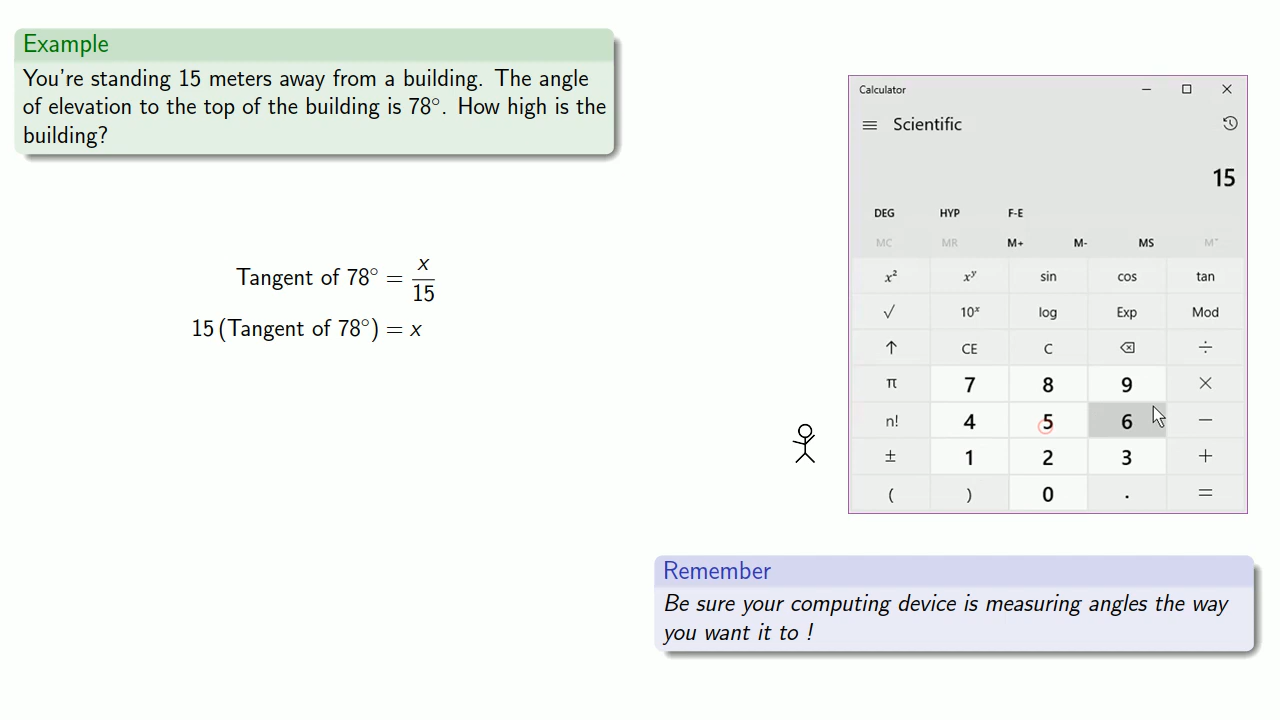 Example
You're standing 15 meters away from a building. The angle
of elevation to the top of the building is 78°. How high is the
building?
Tangent of 78° = x/15
15 (Tangent of 78°) = x
Calculator
Scientific
15
DEG HYP F-E
MC MR M+ M- MS M˅
x² xʸ sin cos tan
√ 10ˣ log Exp Mod
↑ CE C ⌫ ÷
π 7 8 9 ×
n! 4 5 6 −
± 1 2 3 +
( ) 0 . =
Remember
Be sure your computing device is measuring angles the way
you want it to !